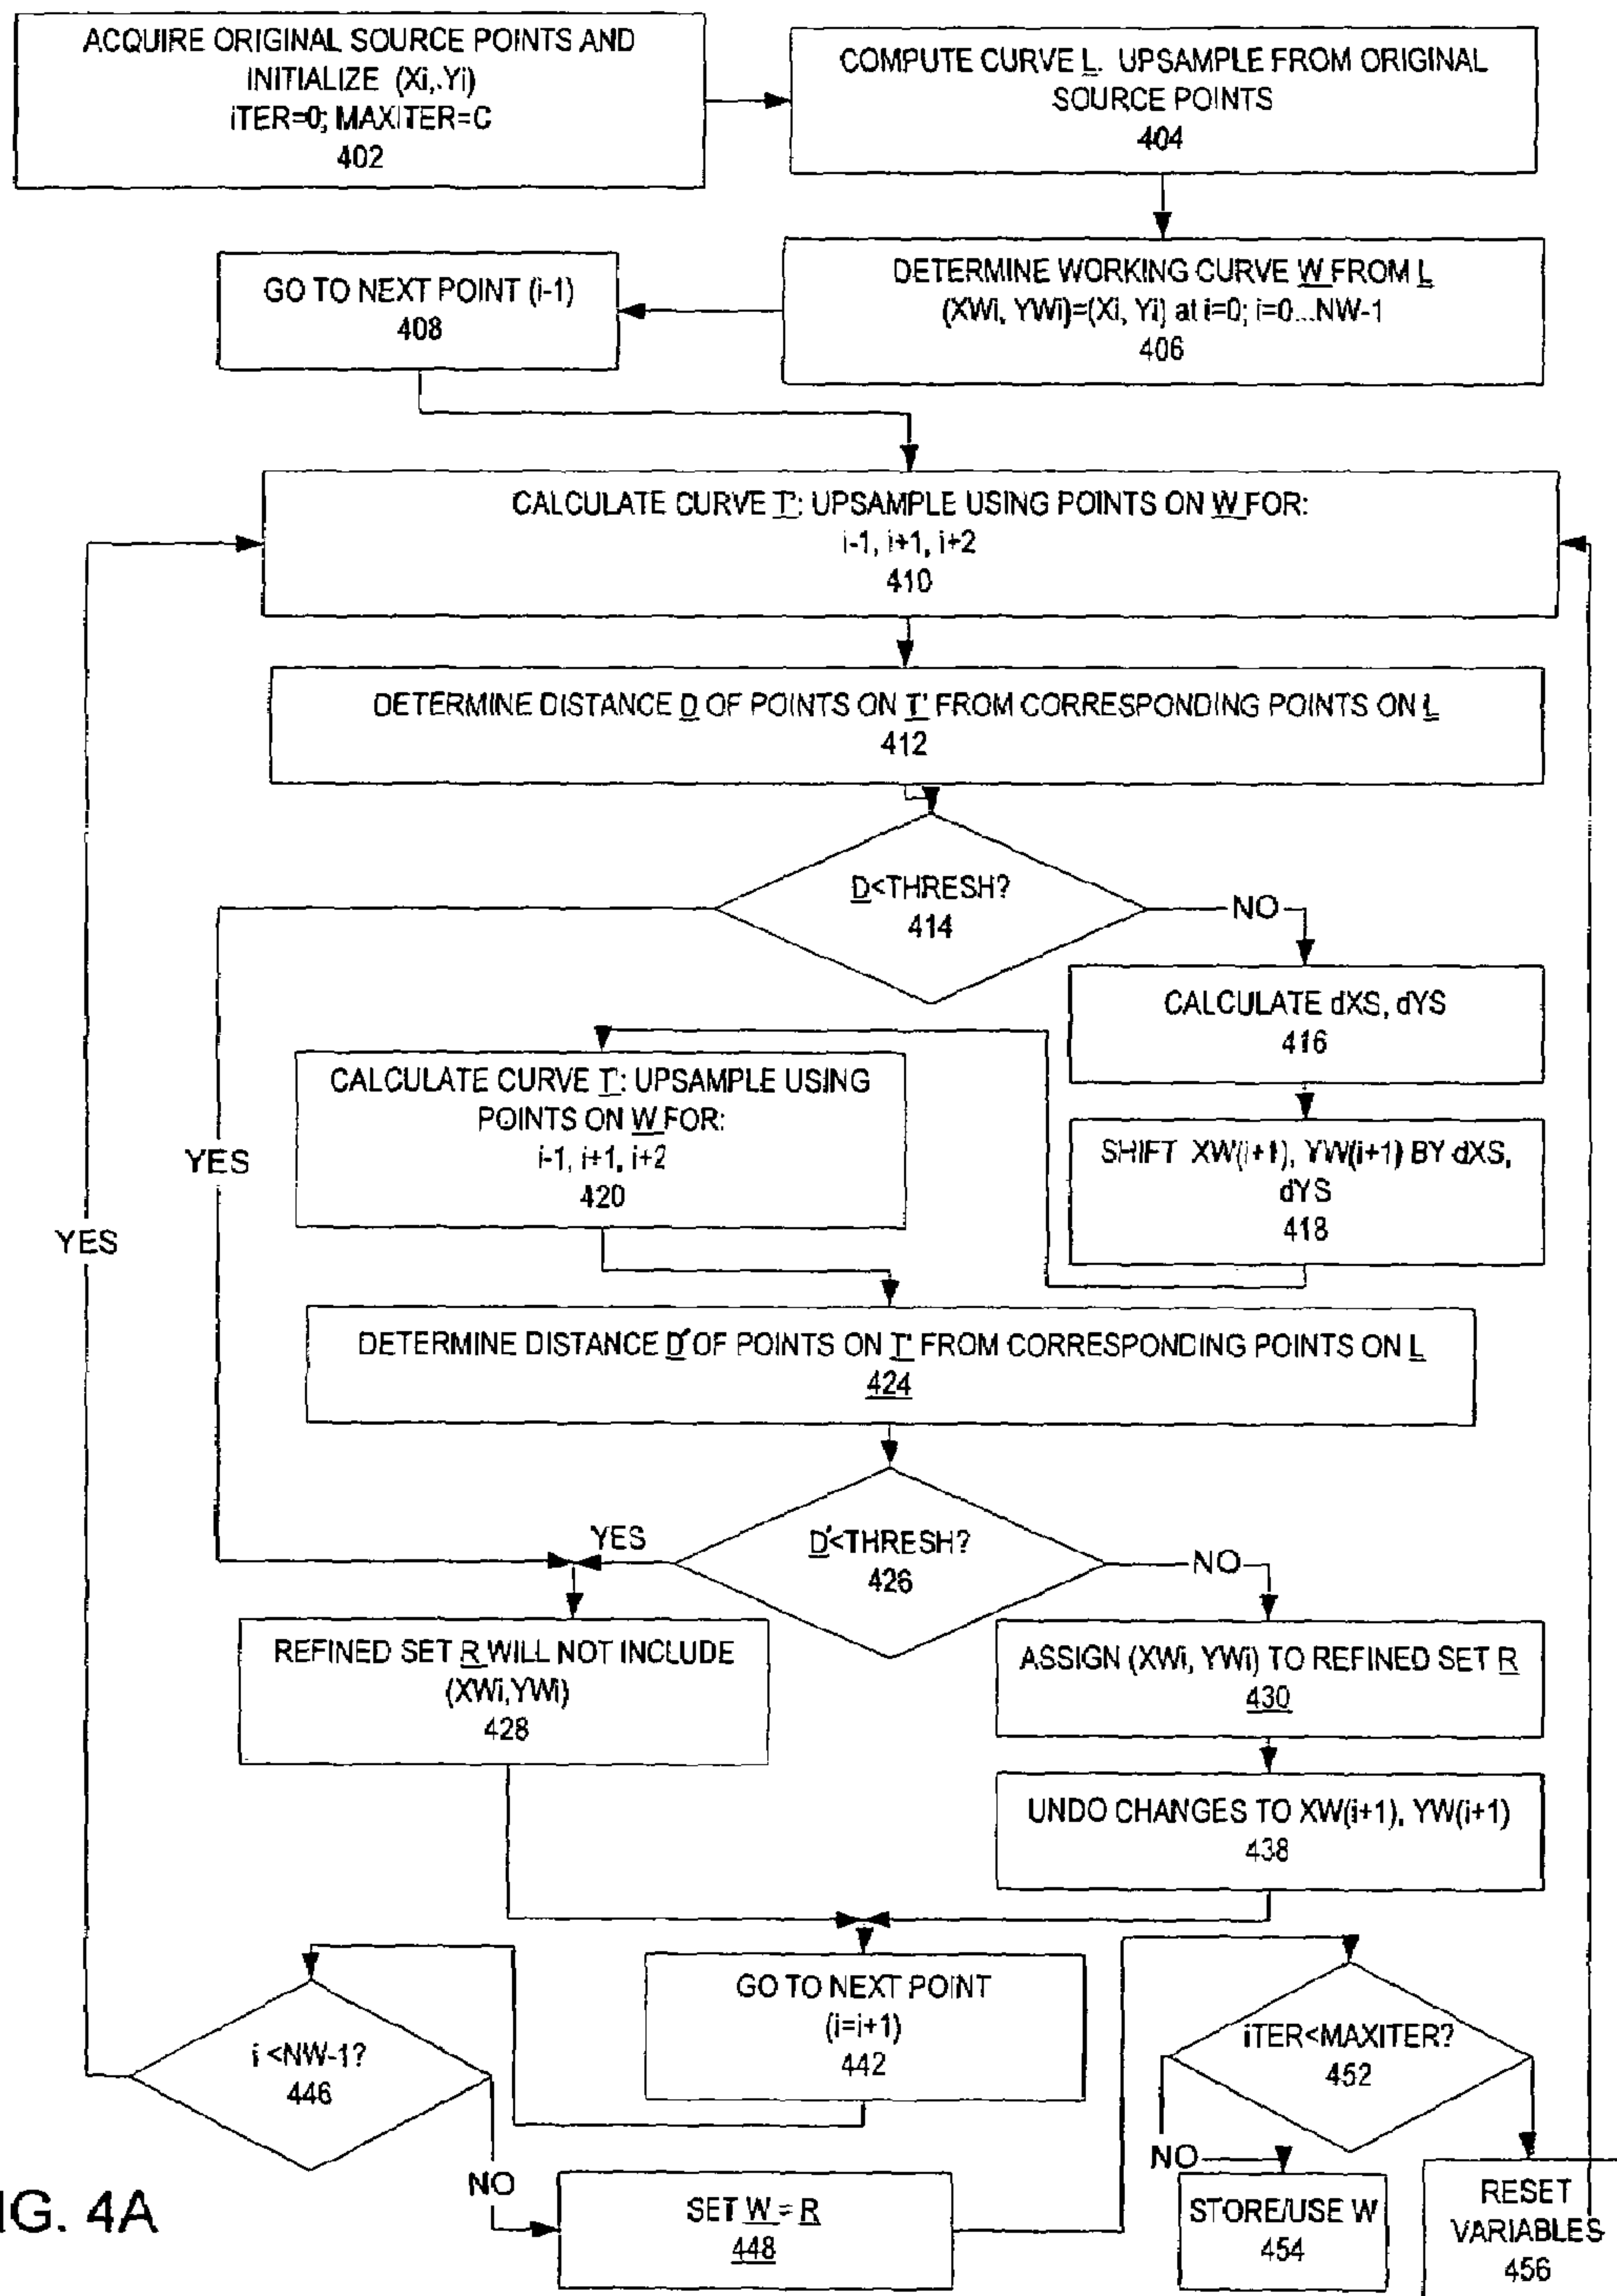 ACQUIRE ORIGINAL SOURCE POINTS AND
INITIALIZE (Xi,.Yi)
iTER=0; MAXITER=C
402
COMPUTE CURVE L. UPSAMPLE FROM ORIGINAL
SOURCE POINTS
404
DETERMINE WORKING CURVE W FROM L
(XWi, YWi)=(Xi, Yi) at i=0; i=0...NW-1
406
GO TO NEXT POINT (i-1)
408
CALCULATE CURVE T': UPSAMPLE USING POINTS ON W FOR:
i-1, i+1, i+2
410
DETERMINE DISTANCE D OF POINTS ON T' FROM CORRESPONDING POINTS ON L
412
D<THRESH?
414
NO
CALCULATE dXS, dYS
416
SHIFT XW(i+1), YW(i+1) BY dXS,
dYS
418
CALCULATE CURVE T': UPSAMPLE USING
POINTS ON W FOR:
i-1, i+1, i+2
420
YES
YES
DETERMINE DISTANCE D' OF POINTS ON T' FROM CORRESPONDING POINTS ON L
424
D'<THRESH?
426
YES
NO
REFINED SET R WILL NOT INCLUDE
(XWi,YWi)
428
ASSIGN (XWi, YWi) TO REFINED SET R
430
UNDO CHANGES TO XW(i+1), YW(i+1)
438
GO TO NEXT POINT
(i=i+1)
442
i <NW-1?
446
NO
SET W = R
448
iTER<MAXITER?
452
NO
STORE/USE W
454
RESET
VARIABLES
456
IG. 4A